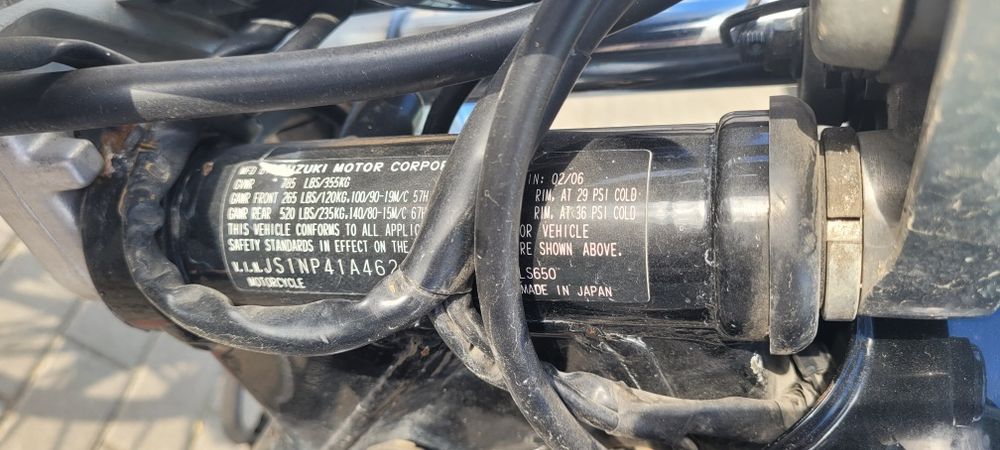 MFD B SUZUKI MOTOR CORPOR IN: 02/06
GVWR 785 LBS/355KG
GAWR FRONT 265 LBS/120KG,100/90-19M/C 57H RIM, AT 29 PSI COLD
GAWR REAR 520 LBS/235KG,140/80-15M/C 67H RIM, AT 36 PSI COLD
THIS VEHICLE CONFORMS TO ALL APPLIC OR VEHICLE
SAFETY STANDARDS IN EFFECT ON THE RE SHOWN ABOVE.
V.I.N. JS1NP41A462 LS650
MOTORCYCLE MADE IN JAPAN